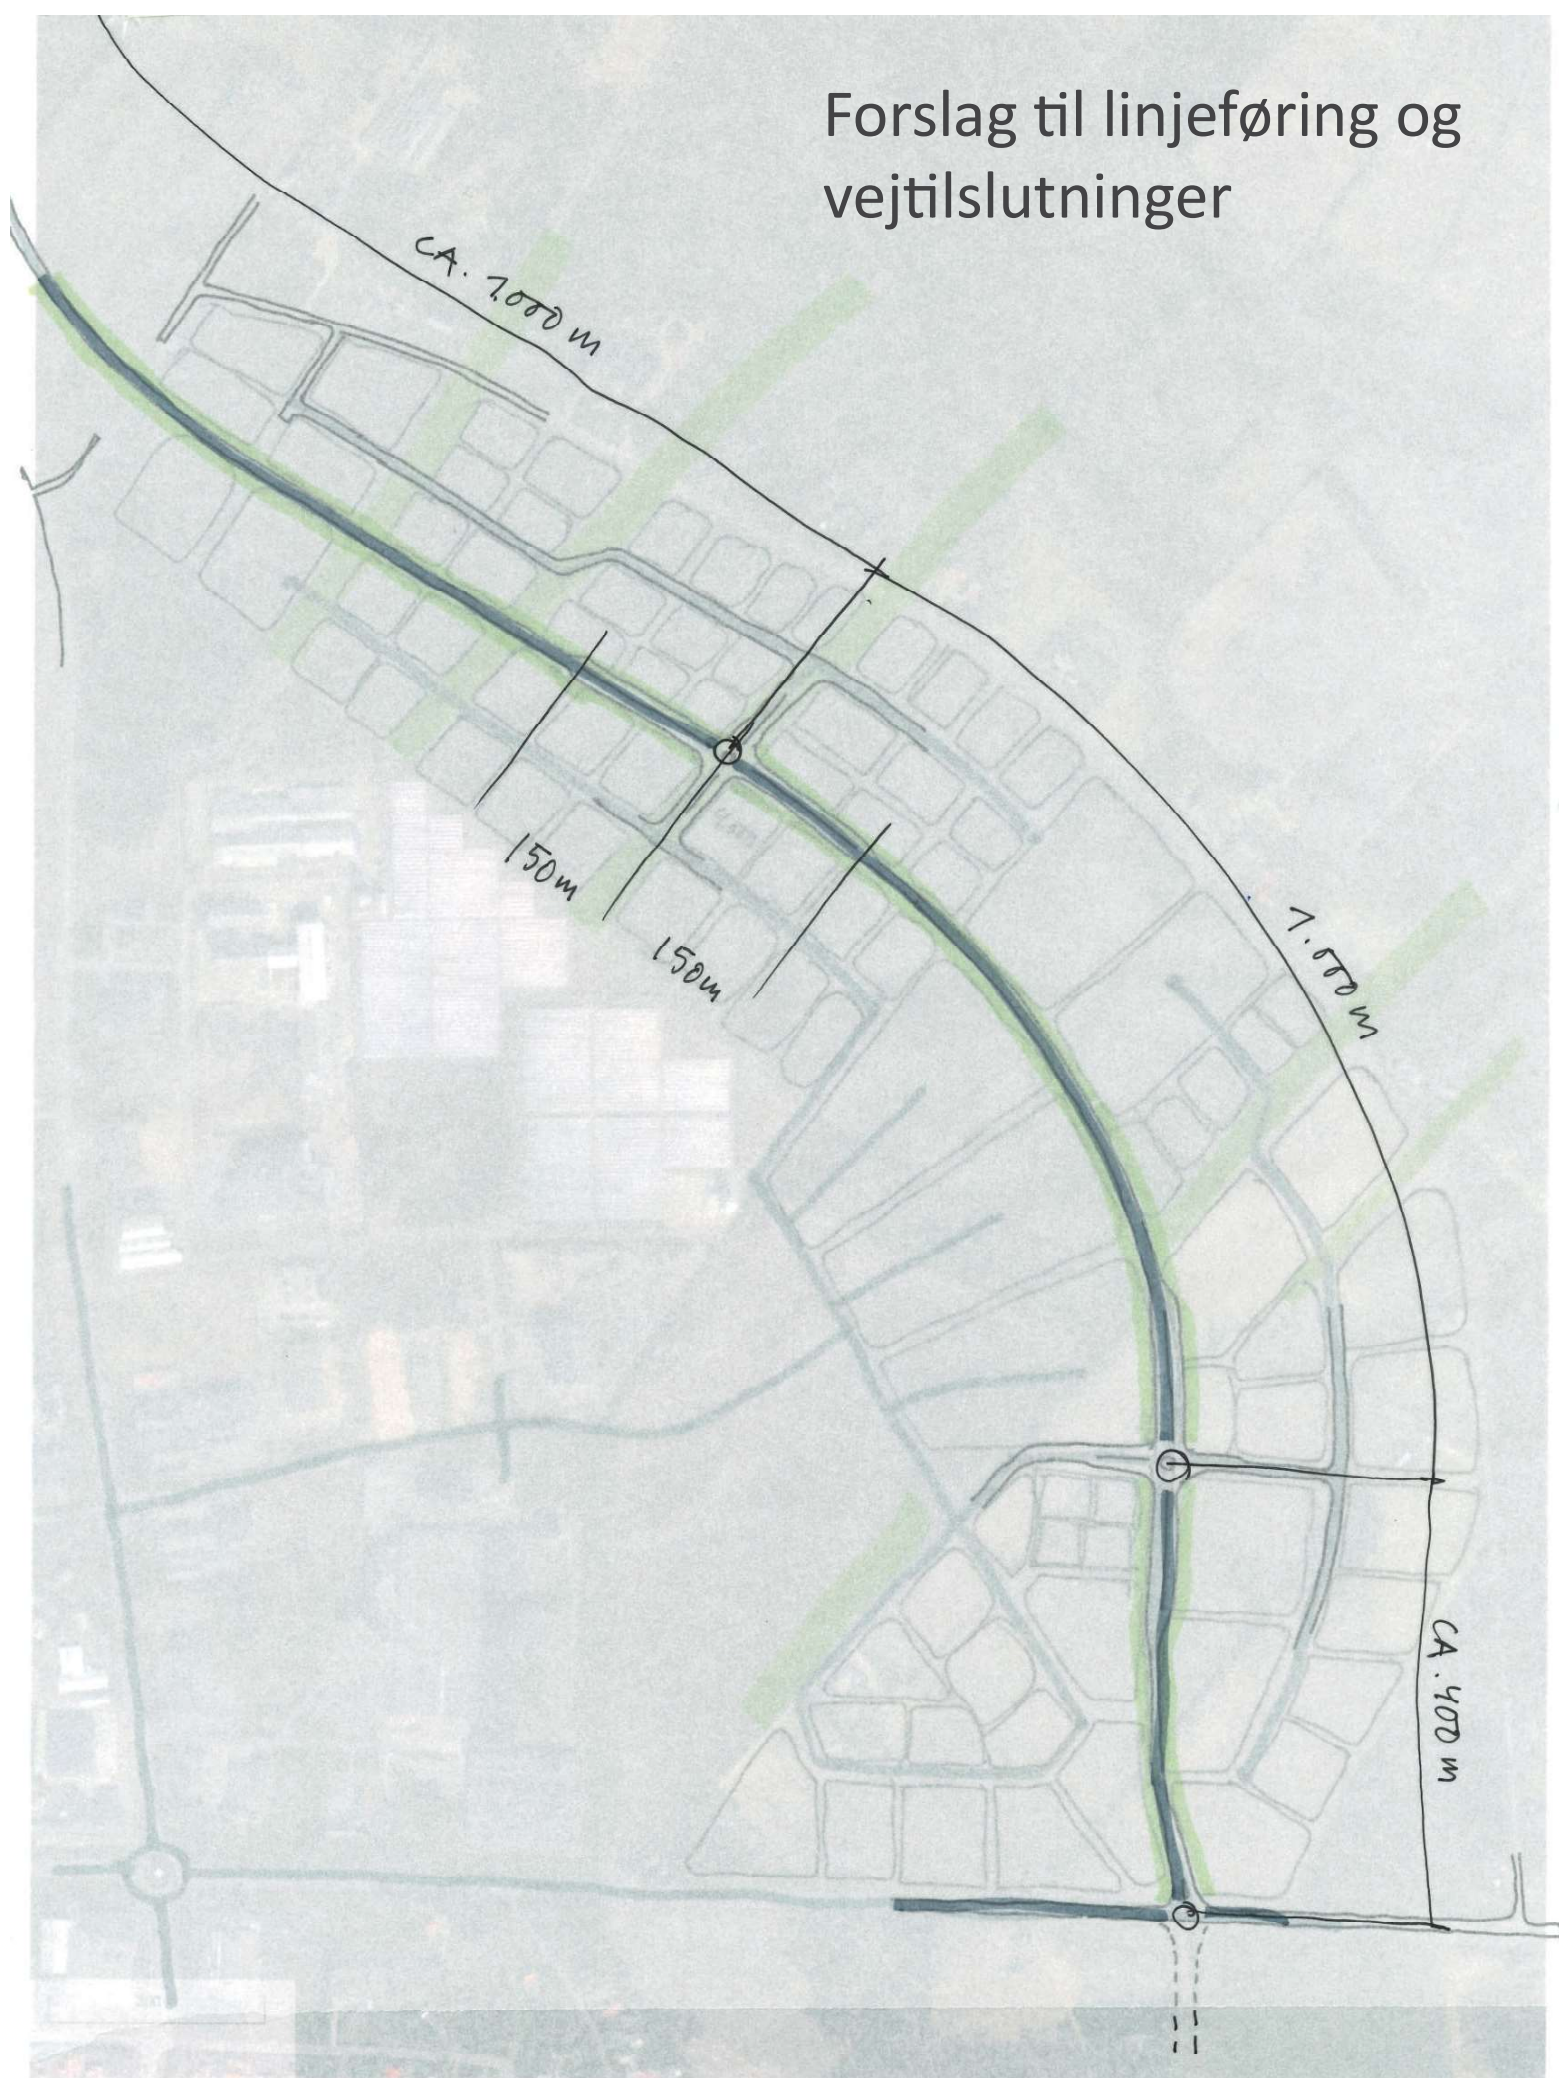 Forslag til linjeføring og
vejtilslutninger
CA. 1.000 m
150m
150m
1.000 m
CA. 400 m